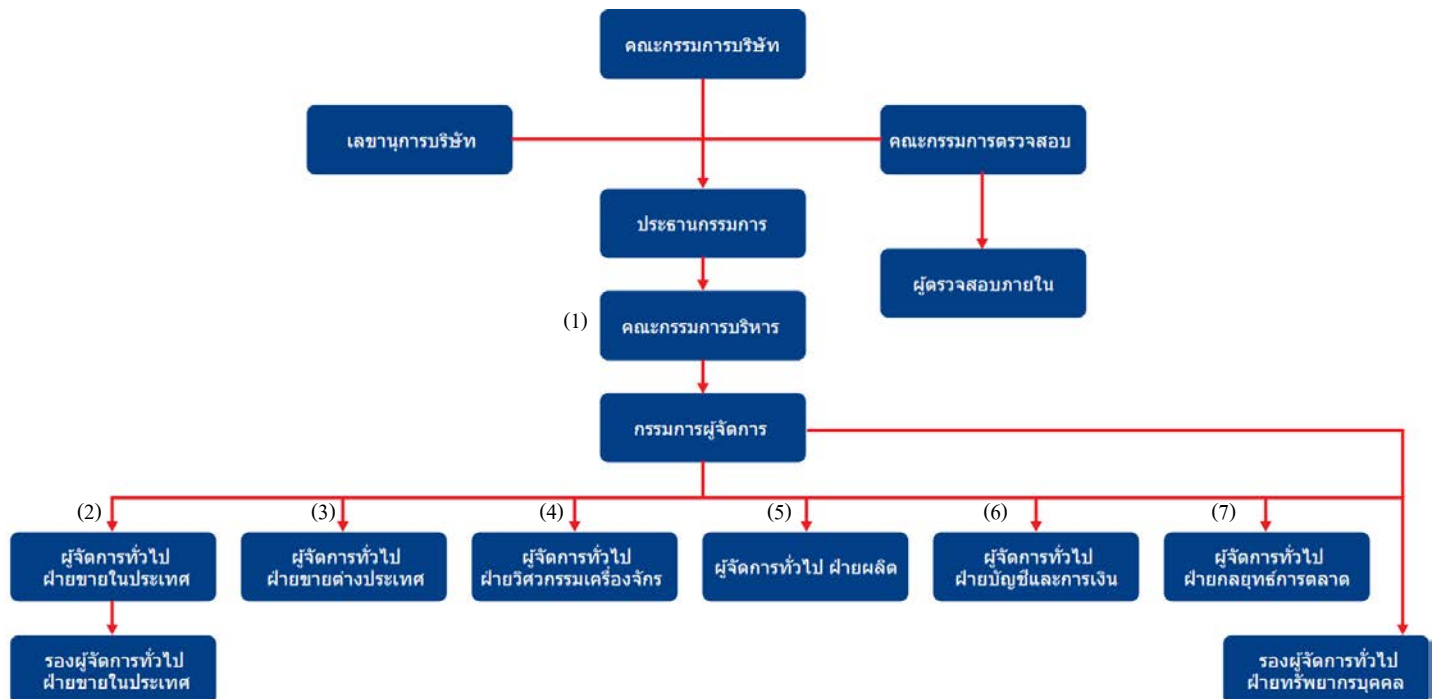 คณะกรรมการบริษัท
เลขานุการบริษัท
คณะกรรมการตรวจสอบ
ประธานกรรมการ
ผู้ตรวจสอบภายใน
(1)
คณะกรรมการบริหาร
กรรมการผู้จัดการ
(2)
(3)
(4)
(5)
(6)
(7)
ผู้จัดการทั่วไป
ฝ่ายขายในประเทศ
ผู้จัดการทั่วไป
ฝ่ายขายต่างประเทศ
ผู้จัดการทั่วไป
ฝ่ายวิศวกรรมเครื่องจักร
ผู้จัดการทั่วไป ฝ่ายผลิต
ผู้จัดการทั่วไป
ฝ่ายบัญชีและการเงิน
ผู้จัดการทั่วไป
ฝ่ายกลยุทธ์การตลาด
รองผู้จัดการทั่วไป
ฝ่ายขายในประเทศ
รองผู้จัดการทั่วไป
ฝ่ายทรัพยากรบุคคล